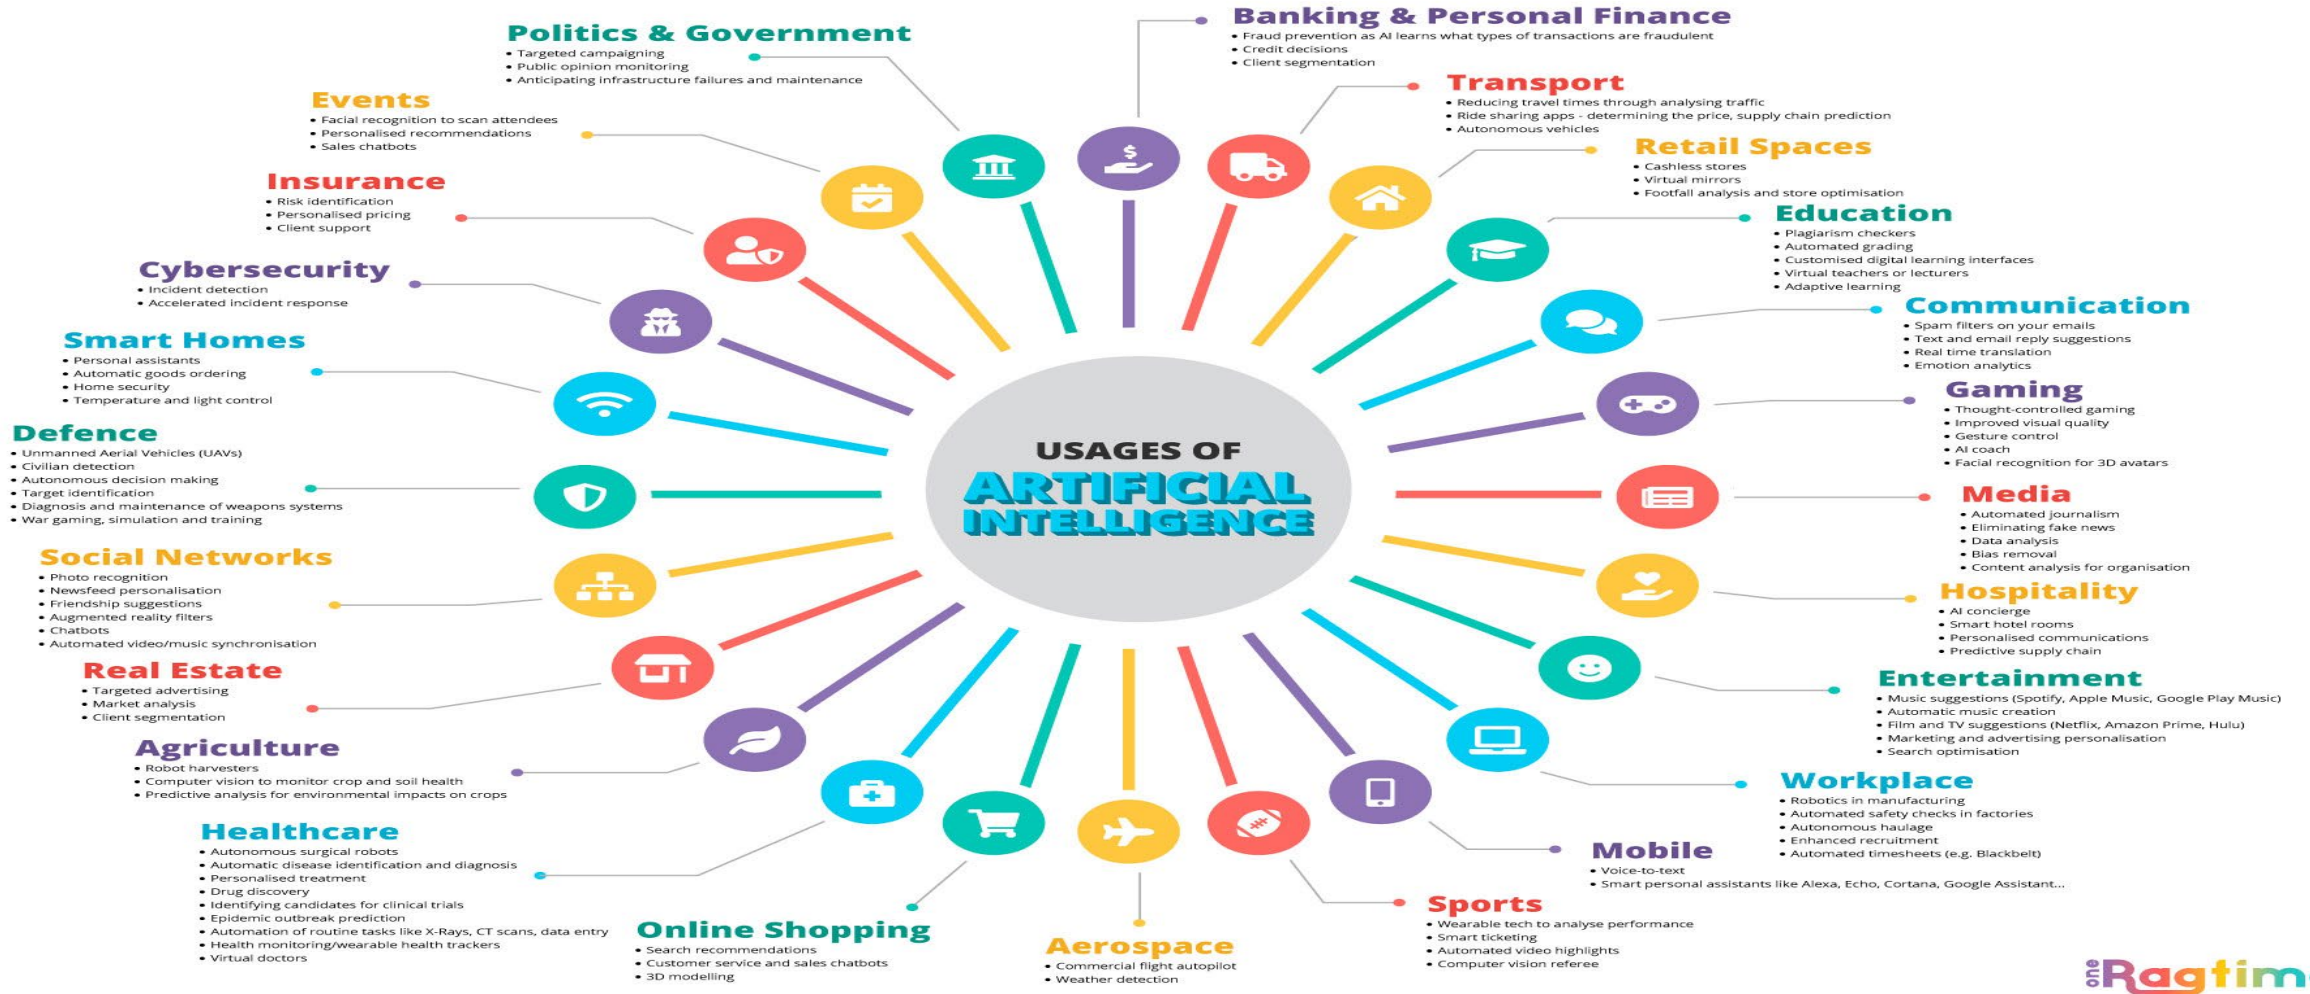 Politics & Government
• Targeted campaigning
• Public opinion monitoring
• Anticipating infrastructure failures and maintenance
Banking & Personal Finance
• Fraud prevention as AI learns what types of transactions are fraudulent
• Credit decisions
• Client segmentation
Transport
• Reducing travel times through analysing traffic
• Ride sharing apps - determining the price, supply chain prediction
• Autonomous vehicles
Retail Spaces
• Cashless stores
• Virtual mirrors
• Footfall analysis and store optimisation
Education
• Plagiarism checkers
• Automated grading
• Customised digital learning interfaces
• Virtual teachers or lecturers
• Adaptive learning
Communication
• Spam filters on your emails
• Text and email reply suggestions
• Real time translation
• Emotion analytics
Gaming
• Thought-controlled gaming
• Improved visual quality
• Gesture control
• AI coach
• Facial recognition for 3D avatars
Media
• Automated journalism
• Eliminating fake news
• Data analysis
• Bias removal
• Content analysis for organisation
Hospitality
• AI concierge
• Smart hotel rooms
• Personalised communications
• Predictive supply chain
Entertainment
• Music suggestions (Spotify, Apple Music, Google Play Music)
• Automatic music creation
• Film and TV suggestions (Netflix, Amazon Prime, Hulu)
• Marketing and advertising personalisation
• Search optimisation
Workplace
• Robotics in manufacturing
• Automated safety checks in factories
• Autonomous haulage
• Enhanced recruitment
• Automated timesheets (e.g. Blackbelt)
Mobile
• Voice-to-text
• Smart personal assistants like Alexa, Echo, Cortana, Google Assistant...
Sports
• Wearable tech to analyse performance
• Smart ticketing
• Automated video highlights
• Computer vision referee
Aerospace
• Commercial flight autopilot
• Weather detection
Online Shopping
• Search recommendations
• Customer service and sales chatbots
• 3D modelling
Healthcare
• Autonomous surgical robots
• Automatic disease identification and diagnosis
• Personalised treatment
• Drug discovery
• Identifying candidates for clinical trials
• Epidemic outbreak prediction
• Automation of routine tasks like X-Rays, CT scans, data entry
• Health monitoring/wearable health trackers
• Virtual doctors
Agriculture
• Robot harvesters
• Computer vision to monitor crop and soil health
• Predictive analysis for environmental impacts on crops
Real Estate
• Targeted advertising
• Market analysis
• Client segmentation
Social Networks
• Photo recognition
• Newsfeed personalisation
• Friendship suggestions
• Augmented reality filters
• Chatbots
• Automated video/music synchronisation
Defence
• Unmanned Aerial Vehicles (UAVs)
• Civilian detection
• Autonomous decision making
• Target identification
• Diagnosis and maintenance of weapons systems
• War gaming, simulation and training
Smart Homes
• Personal assistants
• Automatic goods ordering
• Home security
• Temperature and light control
Cybersecurity
• Incident detection
• Accelerated incident response
Insurance
• Risk identification
• Personalised pricing
• Client support
Events
• Facial recognition to scan attendees
• Personalised recommendations
• Sales chatbots
USAGES OF
ARTIFICIAL
INTELLIGENCE
$
one
Ragtim